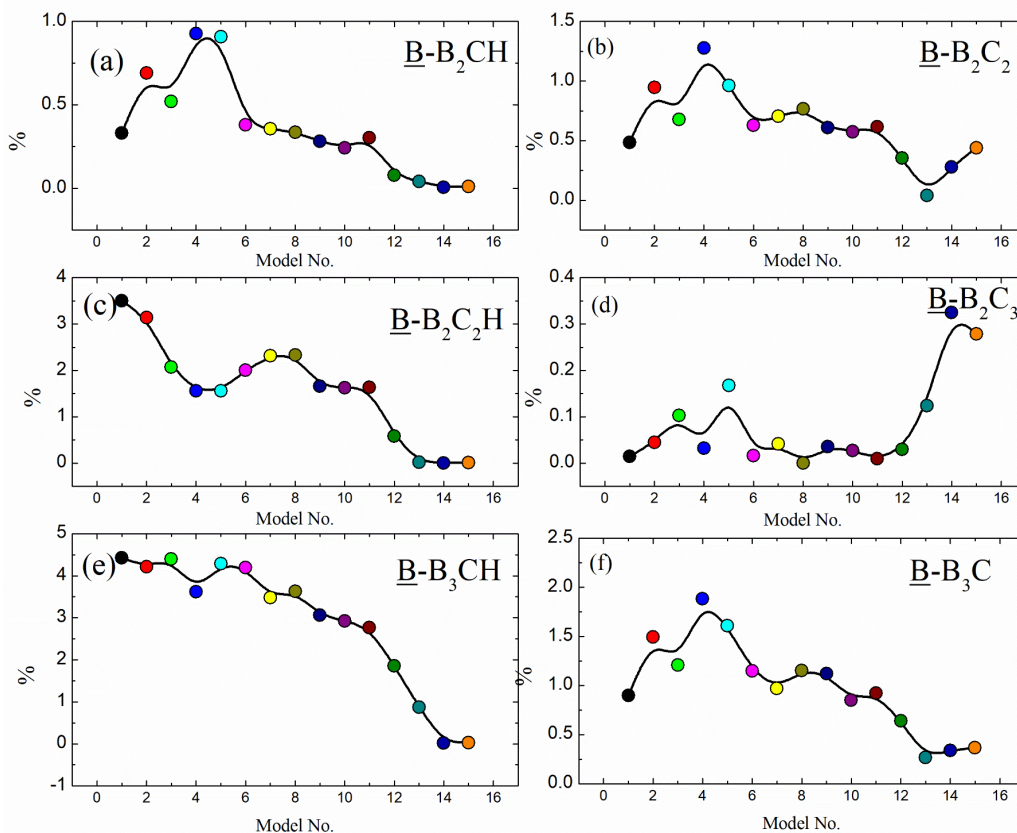 (a)
B-B₂CH
1.0
0.5
0.0
%
0 2 4 6 8 10 12 14 16
Model No.
(b)
B-B₂C₂
1.5
1.0
0.5
0.0
%
0 2 4 6 8 10 12 14 16
Model No.
(c)
B-B₂C₂H
4
3
2
1
0
%
0 2 4 6 8 10 12 14 16
Model No.
(d)
B-B₂C₃
0.4
0.3
0.2
0.1
0.0
%
0 2 4 6 8 10 12 14 16
Model No.
(e)
B-B₃CH
5
4
3
2
1
0
-1
%
0 2 4 6 8 10 12 14 16
Model No.
(f)
B-B₃C
2.5
2.0
1.5
1.0
0.5
0.0
%
0 2 4 6 8 10 12 14 16
Model No.